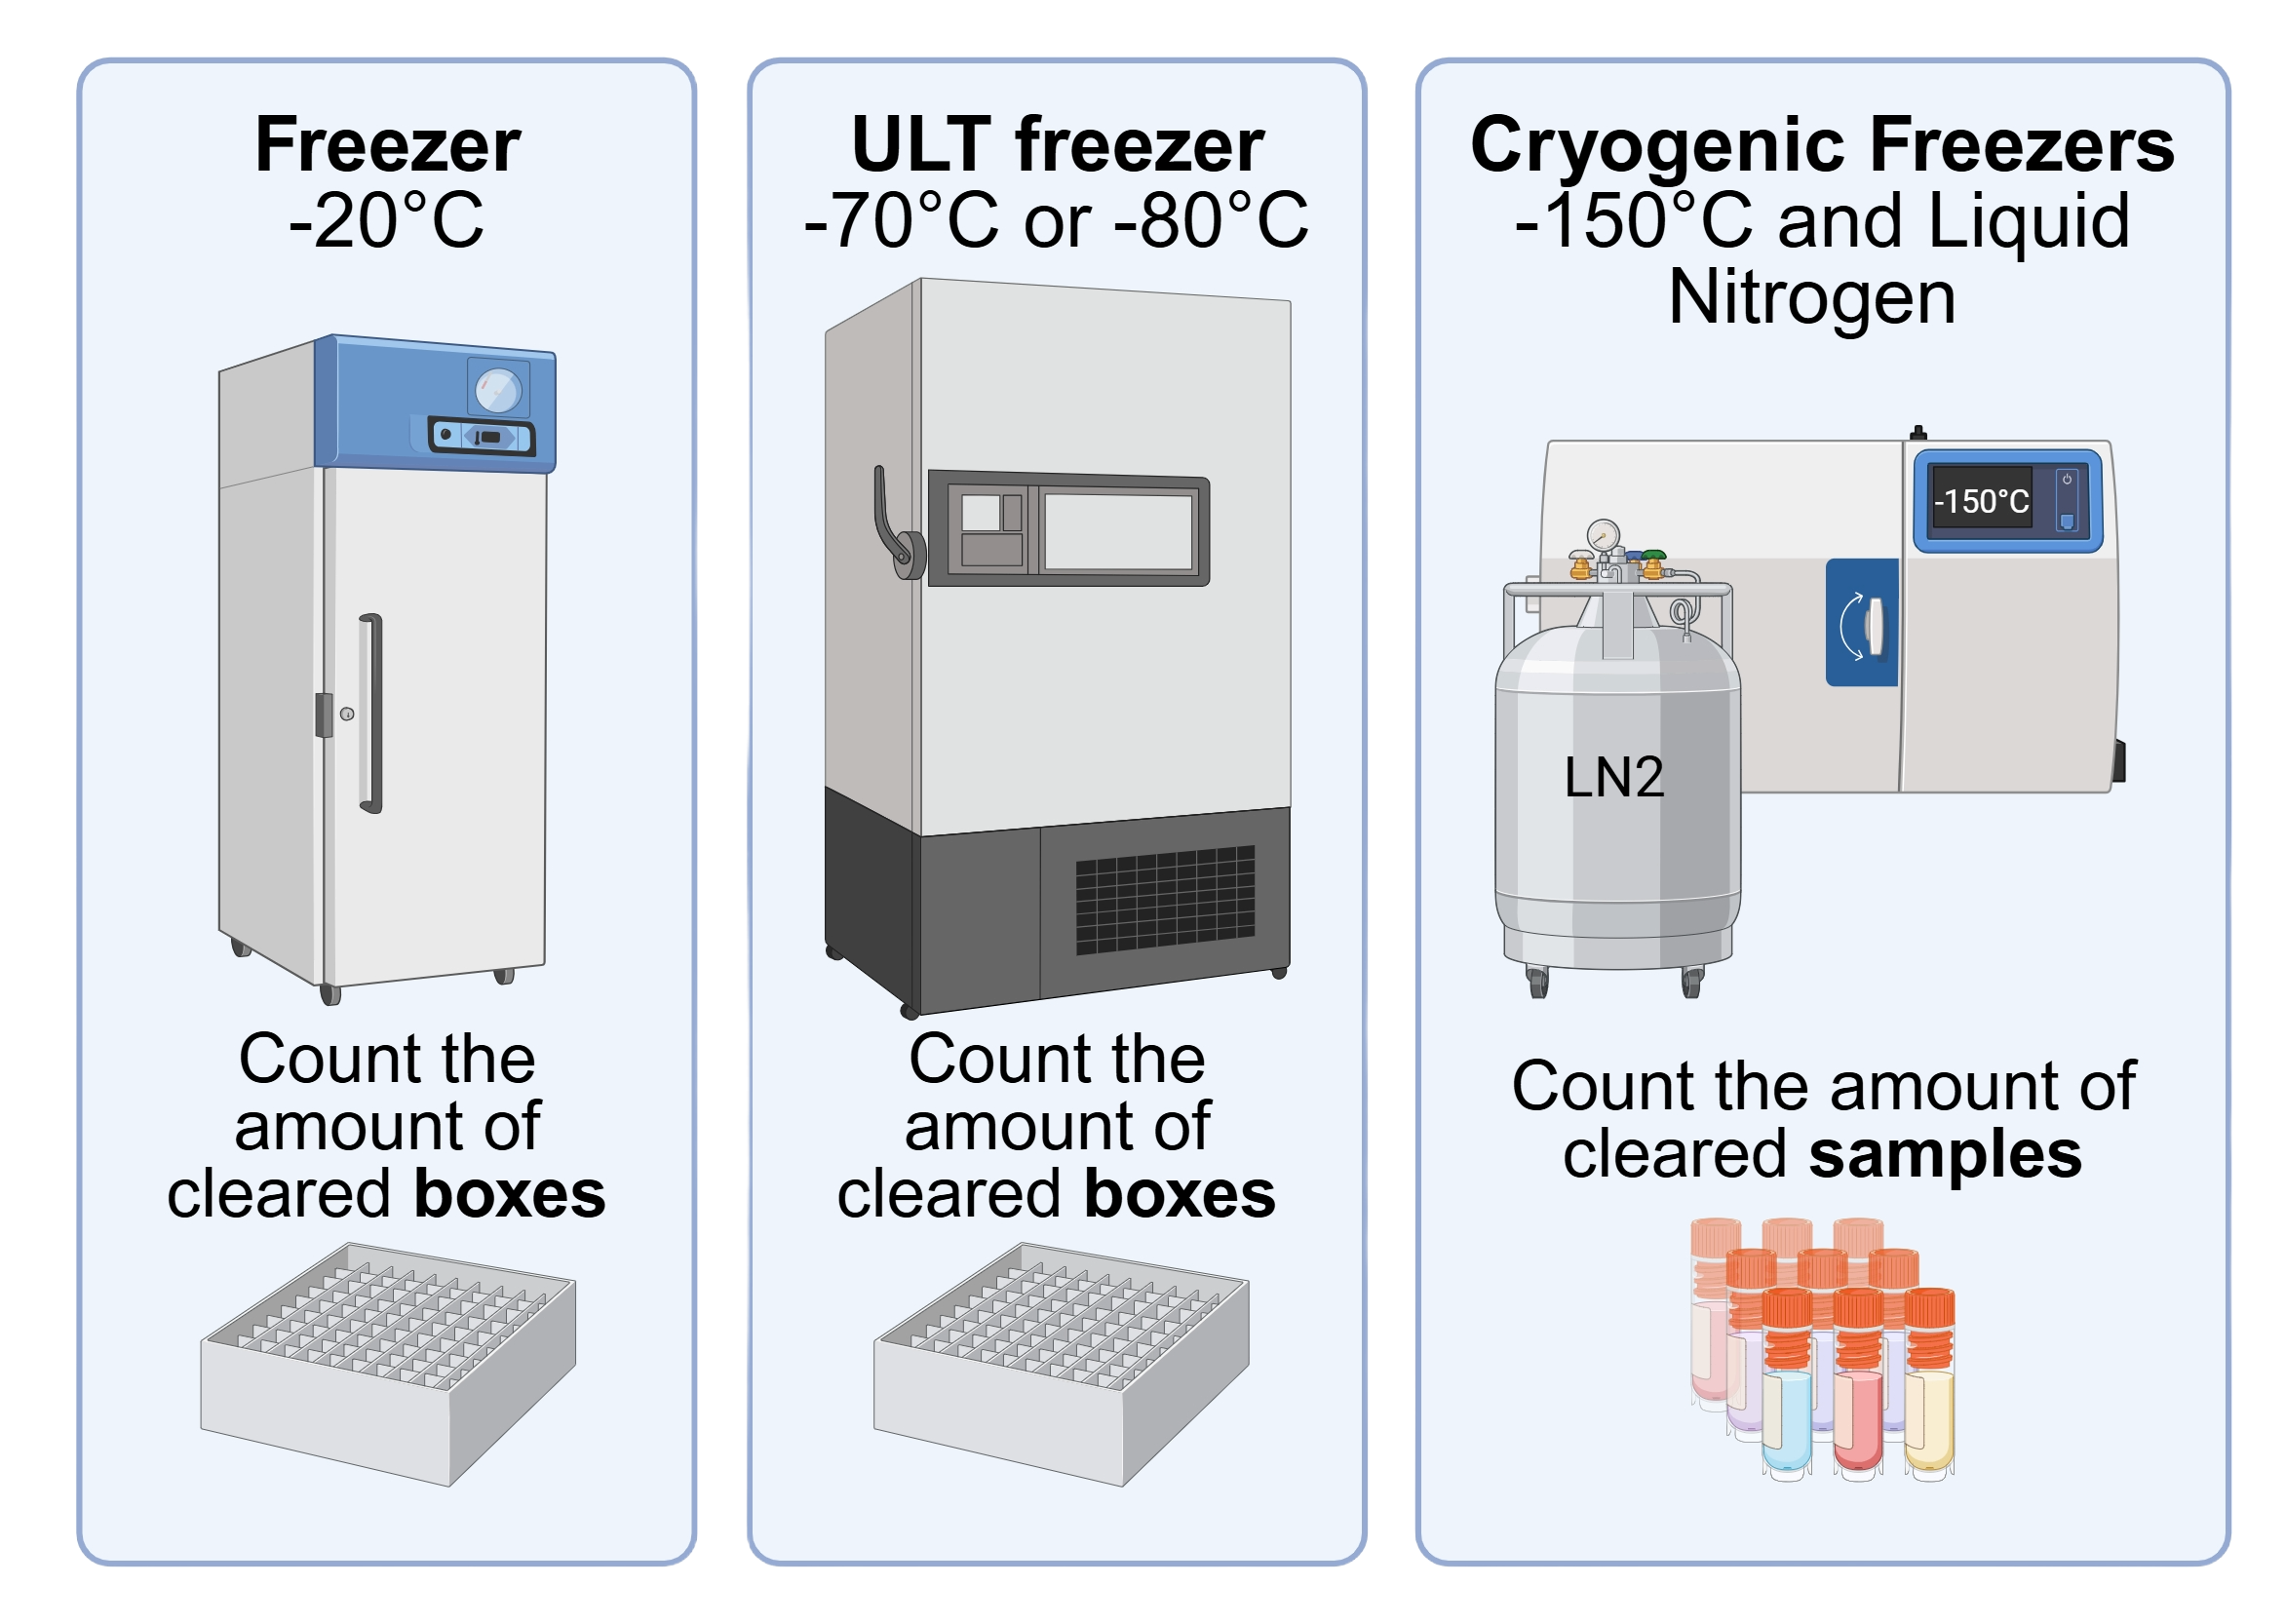 Freezer
-20°C
Count the
amount of
cleared boxes
ULT freezer
-70°C or -80°C
Count the
amount of
cleared boxes
Cryogenic Freezers
-150°C and Liquid
Nitrogen
-150°C
LN2
Count the amount of
cleared samples